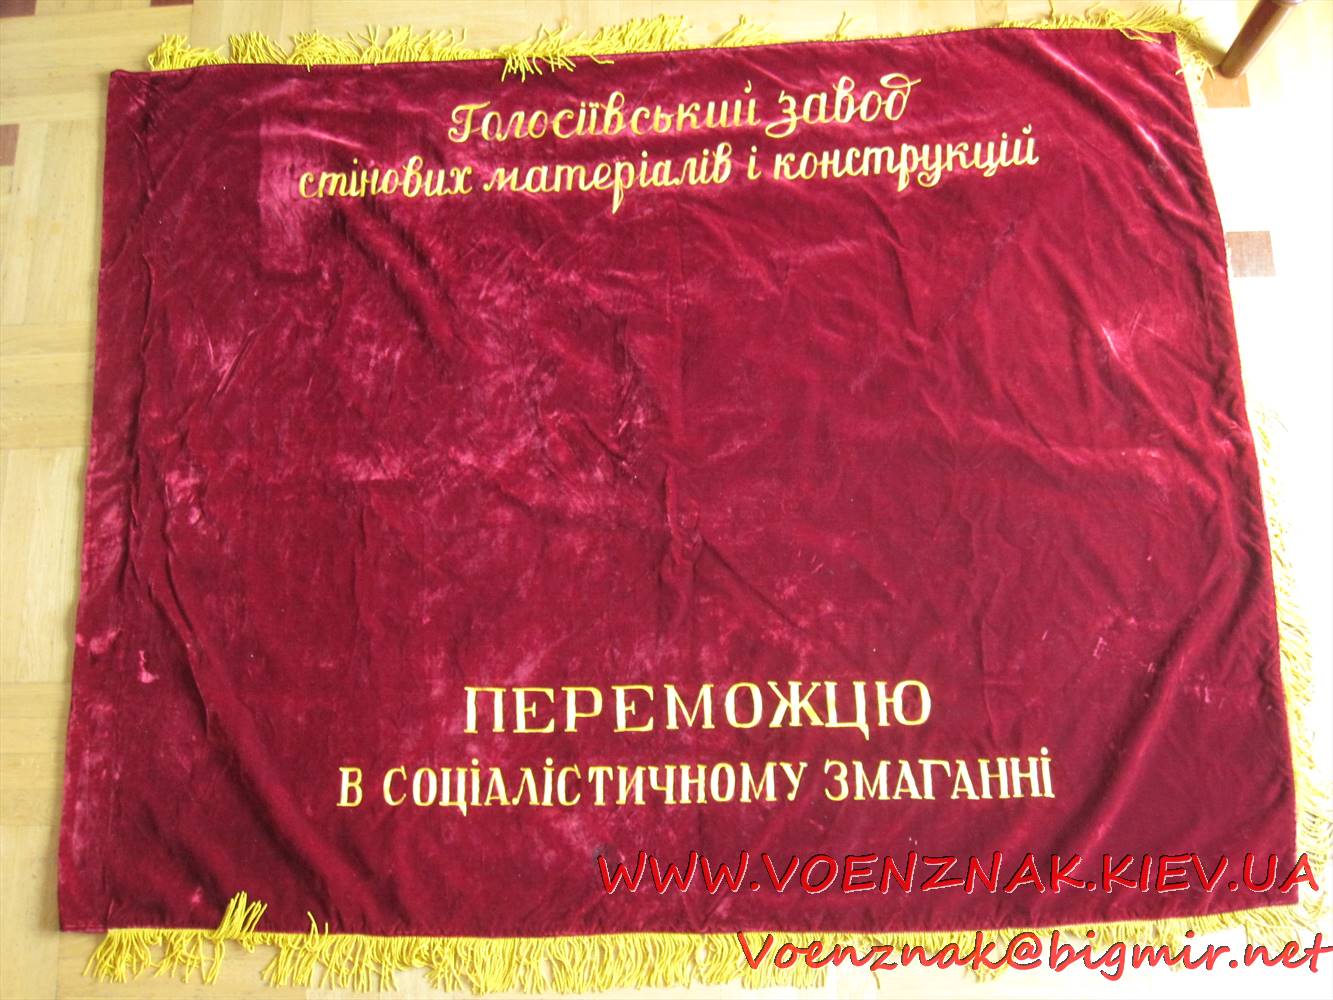 Голосіївський завод
стінових матеріалів і конструкцій
ПЕРЕМОЖЦЮ
В СОЦІАЛІСТИЧНОМУ ЗМАГАННІ
WWW.VOENZNAK.KIEV.UA
Voenznak@bigmir.net